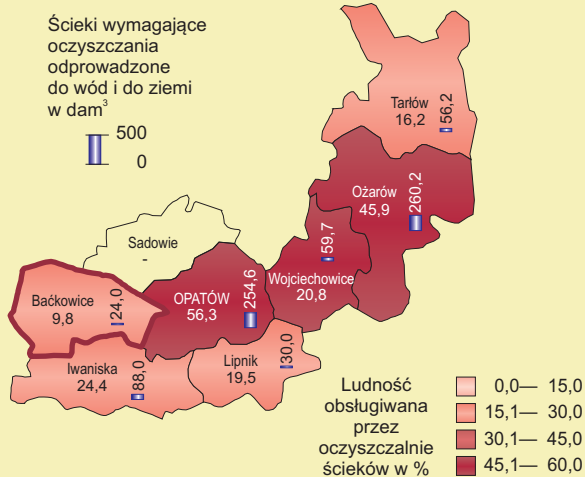 Ścieki wymagające
oczyszczania
odprowadzone
do wód i do ziemi
w dam³
500
0
Tarłów
16,2
56,2
Ożarów
45,9
260,2
Sadowie
-
59,7
Wojciechowice
20,8
Baćkowice
9,8
24,0
OPATÓW
56,3
254,6
Iwaniska
24,4
88,0
Lipnik
19,5
30,0
Ludność
obsługiwana
przez
oczyszczalnie
ścieków w %
0,0— 15,0
15,1— 30,0
30,1— 45,0
45,1— 60,0